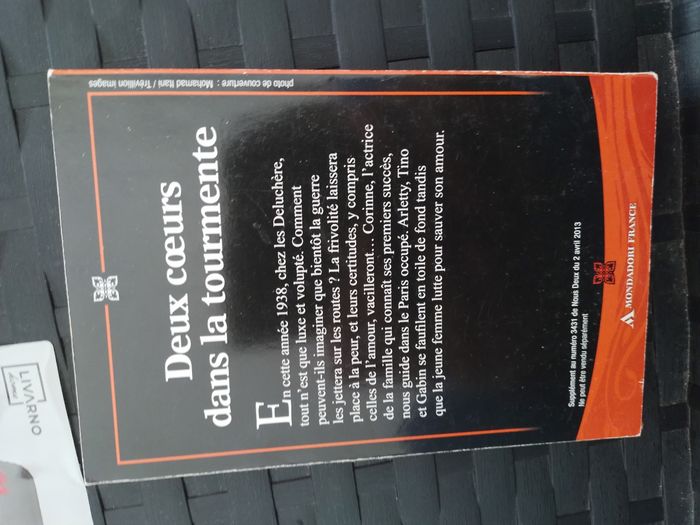 Deux cœurs
dans la tourmente
En cette année 1938, chez les Deluchère,
tout n'est que luxe et volupté. Comment
peuvent-ils imaginer que bientôt la guerre
les jettera sur les routes ? La frivolité laissera
place à la peur, et leurs certitudes, y compris
celles de l'amour, vacilleront... Corinne, l'actrice
de la famille qui connaît ses premiers succès,
nous guide dans le Paris occupé. Arletty, Tino
et Gabin se faufilent en toile de fond tandis
que la jeune femme lutte pour sauver son amour.
Supplément au numéro 3431 de Nous Deux du 2 avril 2013
Ne peut être vendu séparément
MONDADORI FRANCE
photo de couverture : Mohamad Itani / Trévillion images
LIVARNO